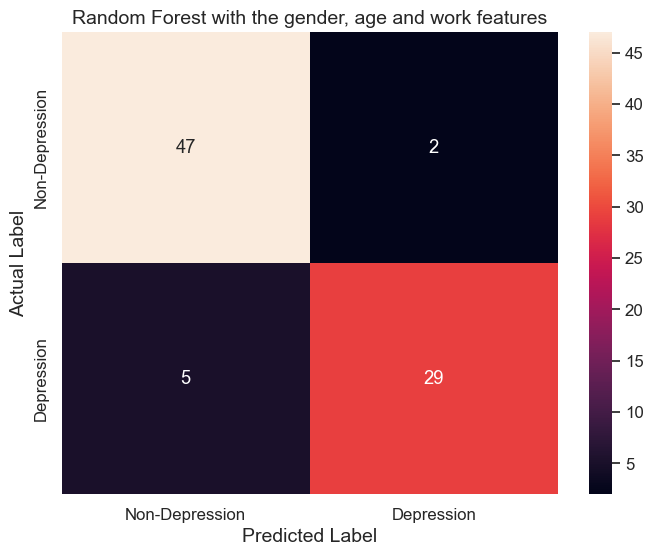 Random Forest with the gender, age and work features
Actual Label
Non-Depression
Depression
47
2
5
29
Non-Depression
Depression
Predicted Label
45
40
35
30
25
20
15
10
5